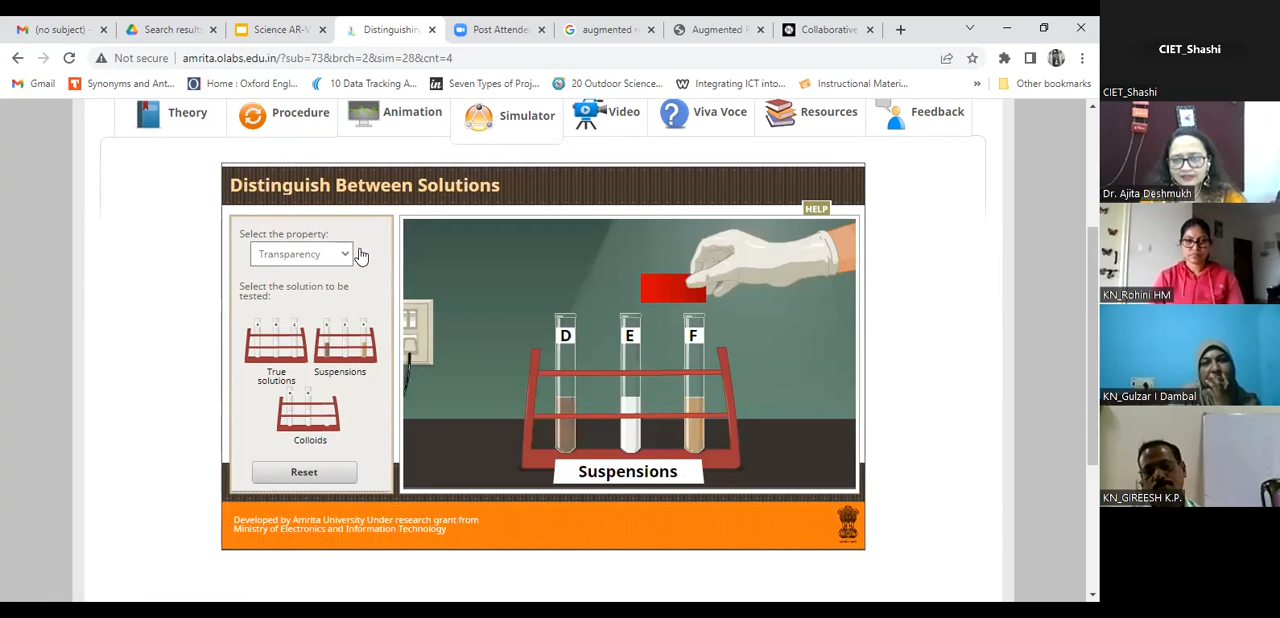 (no subject) -
Search results
Science AR-V
Distinguishin
Post Attende
augmented r
Augmented
Collaborative
Not secure
amrita.olabs.edu.in/?sub=73&brch=2&sim=28&cnt=4
Gmail
Synonyms and Ant...
Home : Oxford Engl...
10 Data Tracking A...
Seven Types of Proj...
20 Outdoor Science...
Integrating ICT into...
Instructional Materi...
»
Other bookmarks
Theory
Procedure
Animation
Simulator
Video
Viva Voce
Resources
Feedback
Distinguish Between Solutions
HELP
Select the property:
Transparency
Select the solution to be
tested:
True
solutions
Suspensions
Colloids
Reset
D
E
F
Suspensions
Developed by Amrita University Under research grant from
Ministry of Electronics and Information Technology
CIET_Shashi
CIET_Shashi
Dr. Ajita Deshmukh
KN_Rohini HM
KN_Gulzar I Dambal
KN_GIREESH K.P.